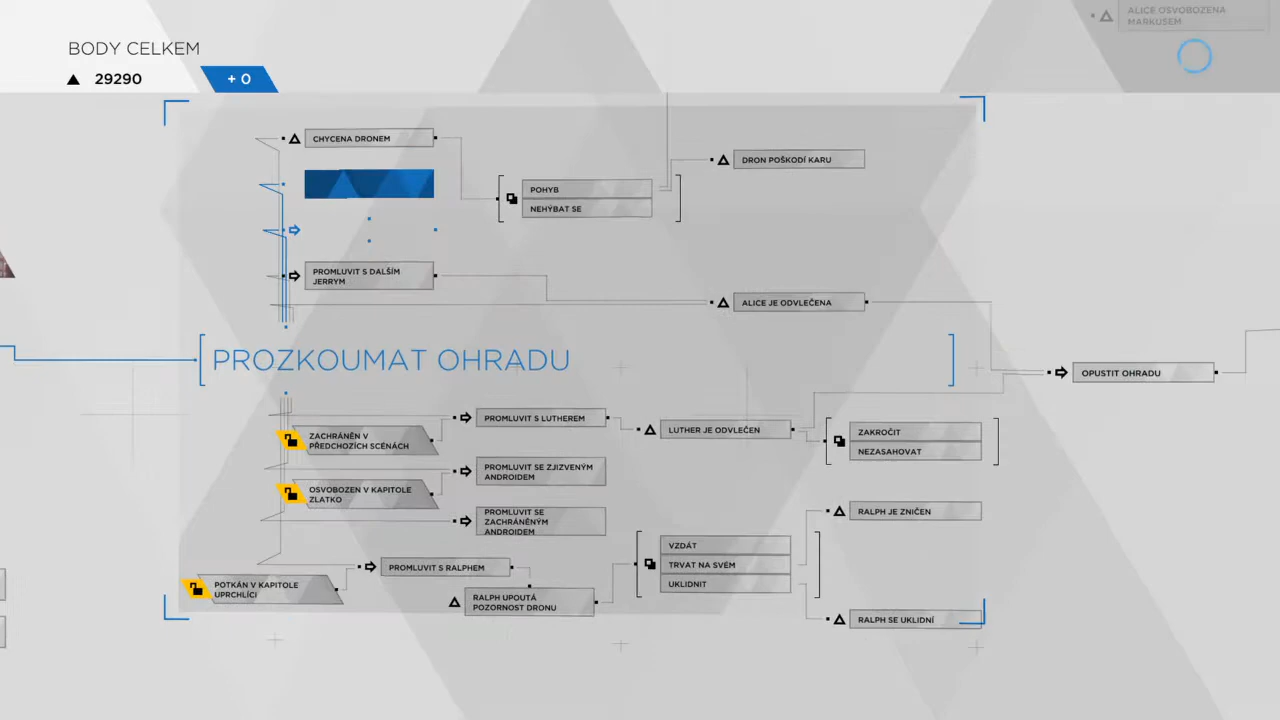 ALICE OSVOBOZENA
MARKUSEM
BODY CELKEM
29290
+ 0
CHYCENA DRONEM
DRON POŠKODÍ KARU
POHYB
NEHÝBAT SE
PROMLUVIT S DALŠÍM
JERRYM
ALICE JE ODVLEČENA
PROZKOUMAT OHRADU
OPUSTIT OHRADU
PROMLUVIT S LUTHEREM
LUTHER JE ODVLEČEN
ZACHRÁNĚN V
PŘEDCHOZÍCH SCÉNÁCH
ZAKROČIT
NEZASAHOVAT
PROMLUVIT SE ZJIZVENÝM
ANDROIDEM
OSVOBOZEN V KAPITOLE
ZLATKO
PROMLUVIT SE
ZACHRÁNĚNÝM
ANDROIDEM
RALPH JE ZNIČEN
VZDÁT
TRVAT NA SVÉM
UKLIDNIT
PROMLUVIT S RALPHEM
POTKÁN V KAPITOLE
UPRCHLÍCI
RALPH UPOUTÁ
POZORNOST DRONU
RALPH SE UKLIDNÍ